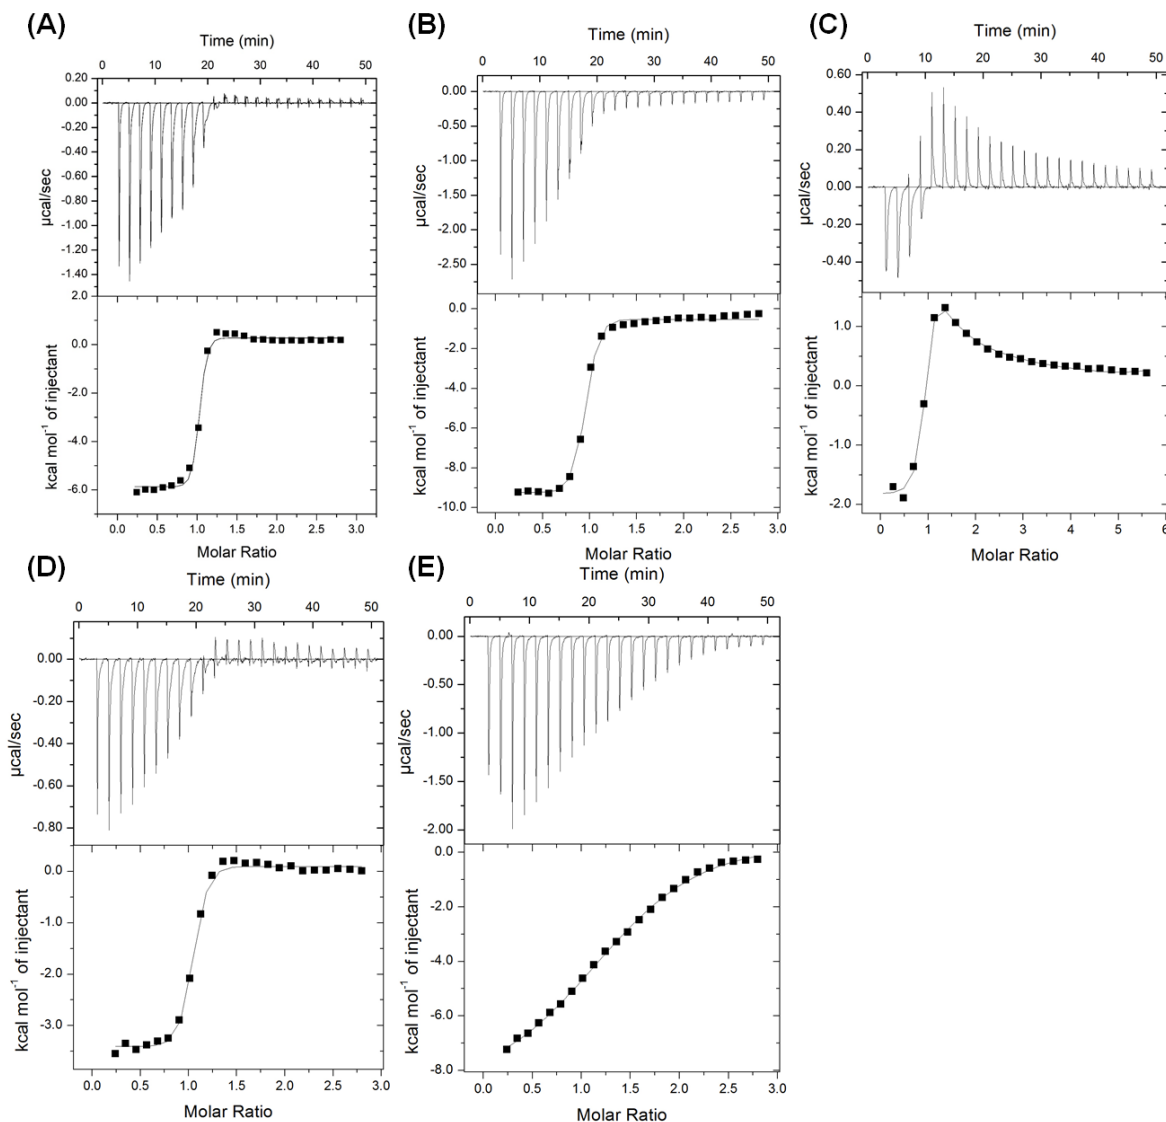 (A)
Time (min)
0 10 20 30 40 50
0.20
0.00
-0.20
-0.40
-0.60
-0.80
-1.00
-1.20
-1.40
µcal/sec
2.0
0.0
-2.0
-4.0
-6.0
kcal mol⁻¹ of injectant
0.0 0.5 1.0 1.5 2.0 2.5 3.0
Molar Ratio
(B)
Time (min)
0 10 20 30 40 50
0.00
-0.50
-1.00
-1.50
-2.00
-2.50
µcal/sec
0.0
-2.0
-4.0
-6.0
-8.0
-10.0
kcal mol⁻¹ of injectant
0.0 0.5 1.0 1.5 2.0 2.5 3.0
Molar Ratio
(C)
Time (min)
0 10 20 30 40 50
0.60
0.40
0.20
0.00
-0.20
-0.40
µcal/sec
1.0
0.0
-1.0
-2.0
kcal mol⁻¹ of injectant
0 1 2 3 4 5 6
Molar Ratio
(D)
Time (min)
0 10 20 30 40 50
0.00
-0.20
-0.40
-0.60
-0.80
µcal/sec
0.0
-1.0
-2.0
-3.0
kcal mol⁻¹ of injectant
0.0 0.5 1.0 1.5 2.0 2.5 3.0
Molar Ratio
(E)
Time (min)
0 10 20 30 40 50
0.00
-0.50
-1.00
-1.50
-2.00
µcal/sec
0.0
-2.0
-4.0
-6.0
-8.0
kcal mol⁻¹ of injectant
0.0 0.5 1.0 1.5 2.0 2.5 3.0
Molar Ratio